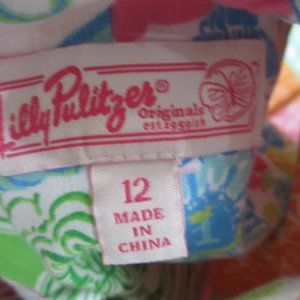 Lilly Pulitzer®
Originals
est. 1959
12
MADE
IN
CHINA